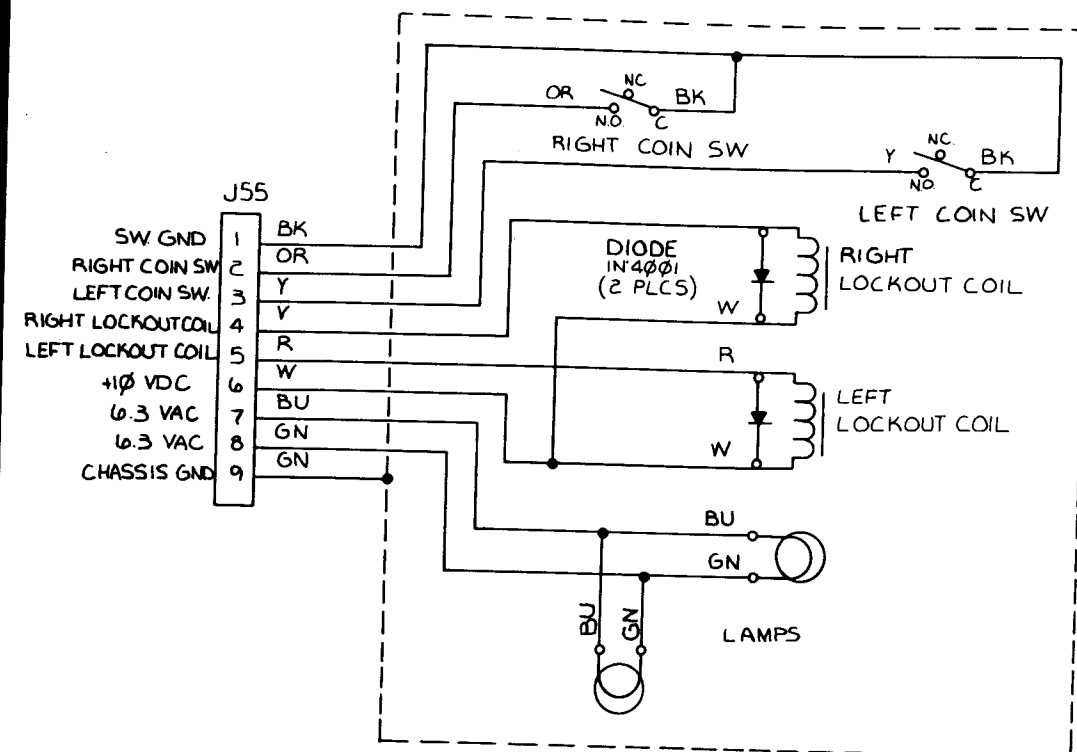 NC
OR
BK
N.O.
C
RIGHT COIN SW
NC.
Y
BK
NO.
C
LEFT COIN SW
J55
SW. GND 1 BK
RIGHT COIN SW 2 OR
LEFT COIN SW. 3 Y
RIGHT LOCKOUT COIL 4 V
LEFT LOCKOUT COIL 5 R
+1Ø VDC 6 W
6.3 VAC 7 BU
6.3 VAC 8 GN
CHASSIS GND 9 GN
DIODE
IN4ØØ1
(2 PLCS)
W
RIGHT
LOCKOUT COIL
R
W
LEFT
LOCKOUT COIL
BU
GN
BU
GN
LAMPS